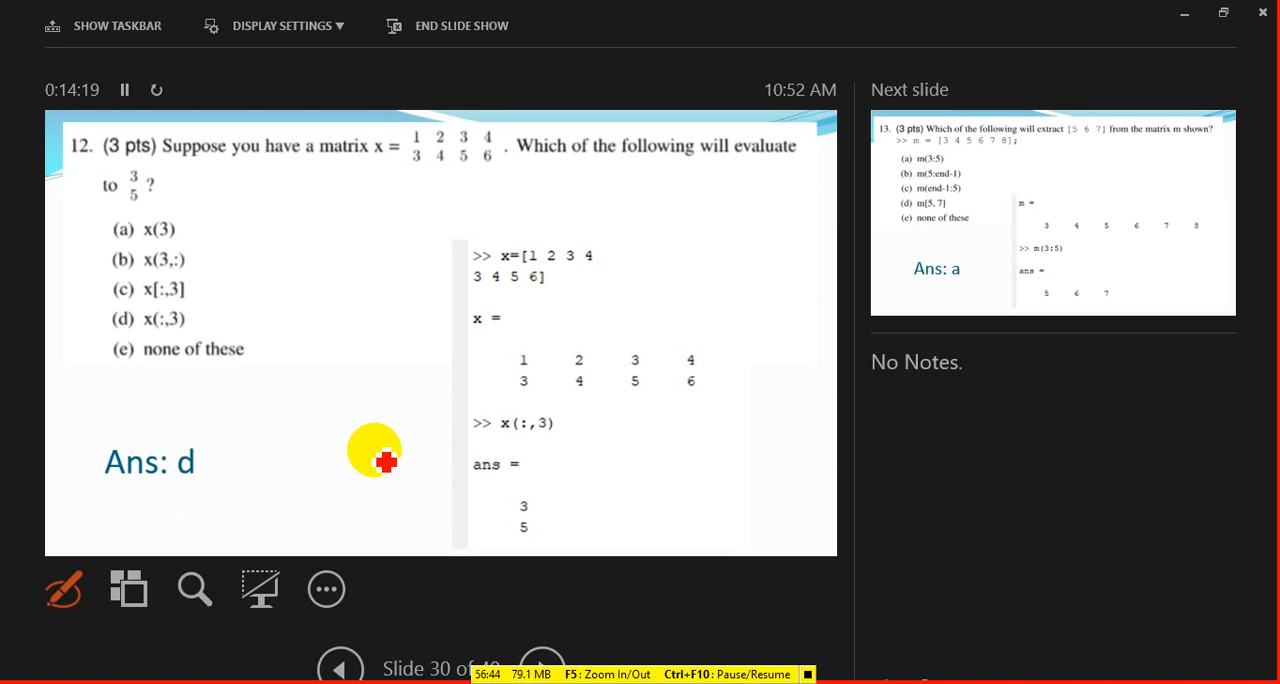 SHOW TASKBAR
DISPLAY SETTINGS ▼
END SLIDE SHOW
0:14:19
10:52 AM
12. (3 pts) Suppose you have a matrix x = 1 2 3 4 . Which of the following will evaluate
3 4 5 6
to 3 ?
5
(a) x(3)
(b) x(3,:)
(c) x[:,3]
(d) x(:,3)
(e) none of these
>> x=[1 2 3 4
3 4 5 6]
x =
1 2 3 4
3 4 5 6
>> x(:,3)
ans =
3
5
Ans: d
Next slide
13. (3 pts) Which of the following will extract [5 6 7] from the matrix m shown?
>> m = [3 4 5 6 7 8];
(a) m(3:5)
(b) m(5:end-1)
(c) m(end-1:5)
(d) m[5, 7]
(e) none of these
m =
3 4 5 6 7 8
>> m(3:5)
ans =
5 6 7
Ans: a
No Notes.
Slide 30 of
56:44 79.1 MB F5: Zoom In/Out Ctrl+F10: Pause/Resume